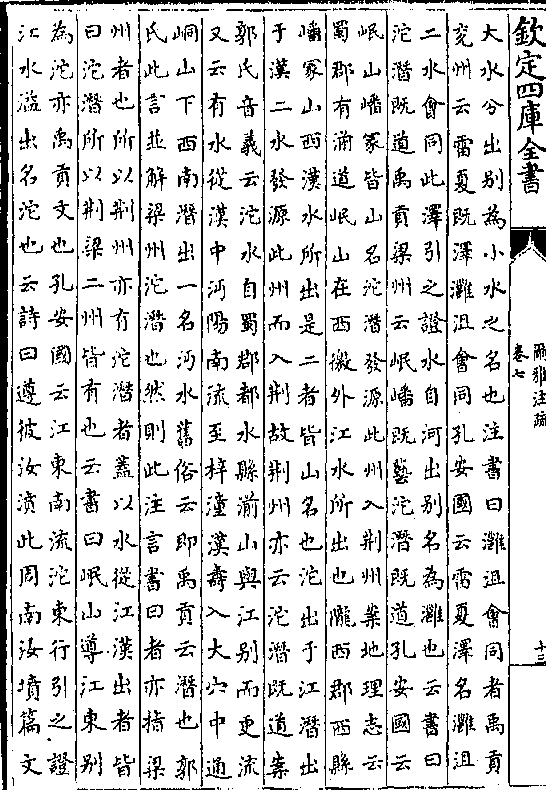 欽定四庫全書
爾雅注疏
卷七
十三
大水分出别為小水之名也注書曰灉沮會同者禹貢
兖州云雷夏既澤灉沮會同孔安國云雷夏澤名灉沮
二水會同此澤引之證水自河出别名為灉也云書曰
沱潛既道禹貢梁州云岷嶓既藝沱潛既道孔安國云
岷山嶓冢皆山名沱潛發源此州入荆州案地理志云
蜀郡有湔道岷山在西徼外江水所出也隴西郡西縣
嶓冢山西漢水所出是二者皆山名也沱出于江潛出
于漢二水發源此州而入荆故荆州亦云沱潛既道案
郭氏音義云沱水自蜀郡都水縣湔山與江别而更流
又云有水從漢中沔陽南流至梓潼漢壽入大穴中通
峒山下西南潛出一名沔水舊俗云即禹貢云潛也郭
氏此言並解梁州沱潛也然則此注言書曰者亦指梁
州者也所以荆州亦有沱潛者蓋以水從江漢出者皆
曰沱潛所以荆梁二州皆有也云書曰岷山導江東别
為沱亦禹貢文也孔安國云江東南流沱東行引之證
江水溢出名沱也云詩曰遵彼汝濆此周南汝墳篇文